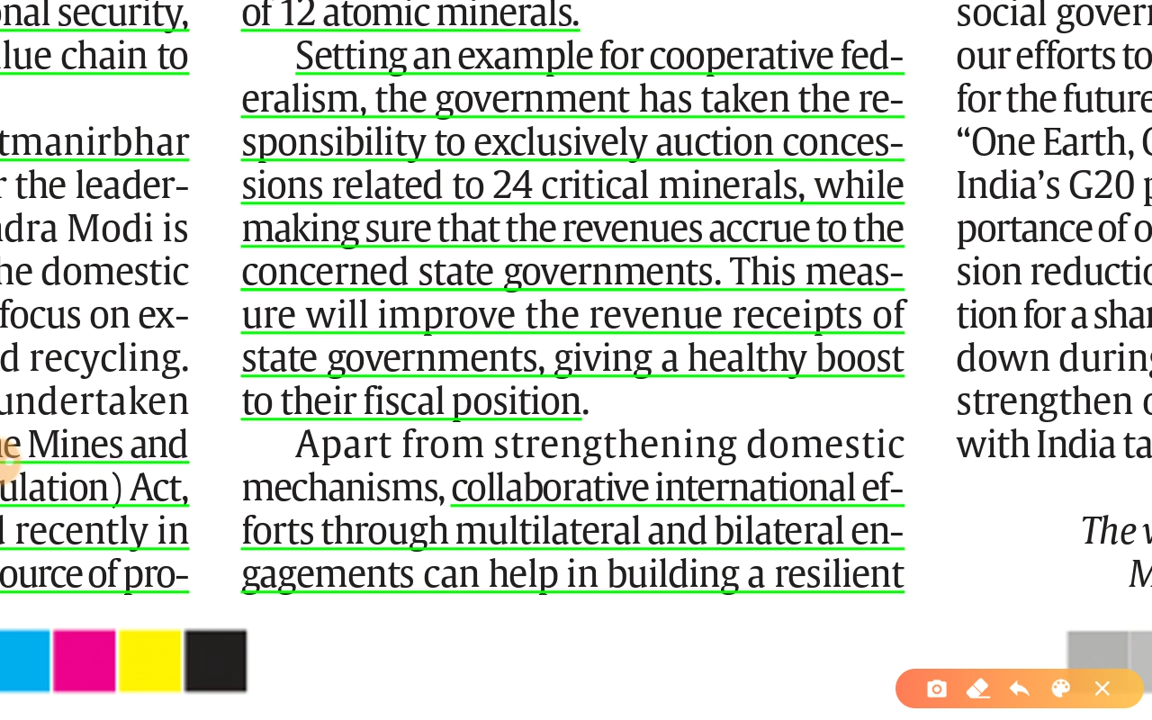 onal security,
lue chain to
tmanirbhar
r the leader-
ndra Modi is
he domestic
focus on ex-
d recycling.
undertaken
e Mines and
ulation) Act,
d recently in
ource of pro-
of 12 atomic minerals.
Setting an example for cooperative fed-
eralism, the government has taken the re-
sponsibility to exclusively auction conces-
sions related to 24 critical minerals, while
making sure that the revenues accrue to the
concerned state governments. This meas-
ure will improve the revenue receipts of
state governments, giving a healthy boost
to their fiscal position.
Apart from strengthening domestic
mechanisms, collaborative international ef-
forts through multilateral and bilateral en-
gagements can help in building a resilient
social govern
our efforts to
for the future
“One Earth,
India’s G20 p
portance of o
sion reductio
tion for a shar
down during
strengthen o
with India ta
The
M